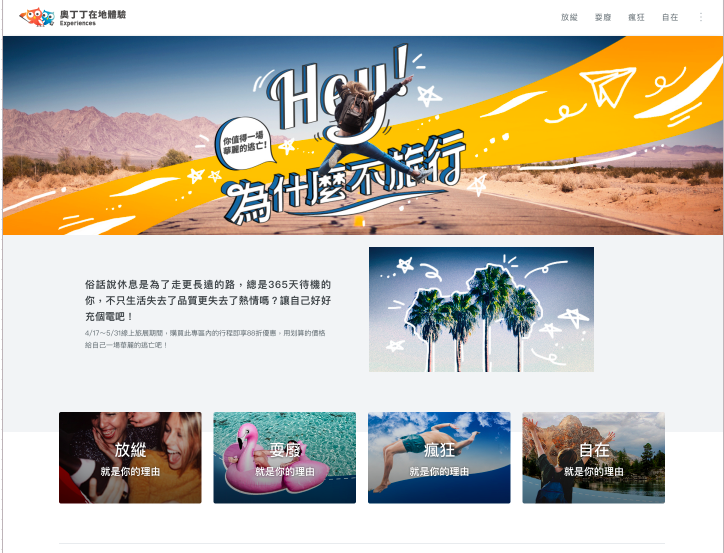 奧丁丁在地體驗
Experiences
放縱 耍廢 瘋狂 自在
Hey!
你值得一場
華麗的逃亡!
為什麼不旅行
俗話說休息是為了走更長遠的路，總是365天待機的
你，不只生活失去了品質更失去了熱情嗎？讓自己好好
充個電吧！
4/17～5/31線上旅展期間，購買此專區內的行程即享88折優惠，用划算的價格
給自己一場華麗的逃亡吧！
放縱
就是你的理由
耍廢
就是你的理由
瘋狂
就是你的理由
自在
就是你的理由